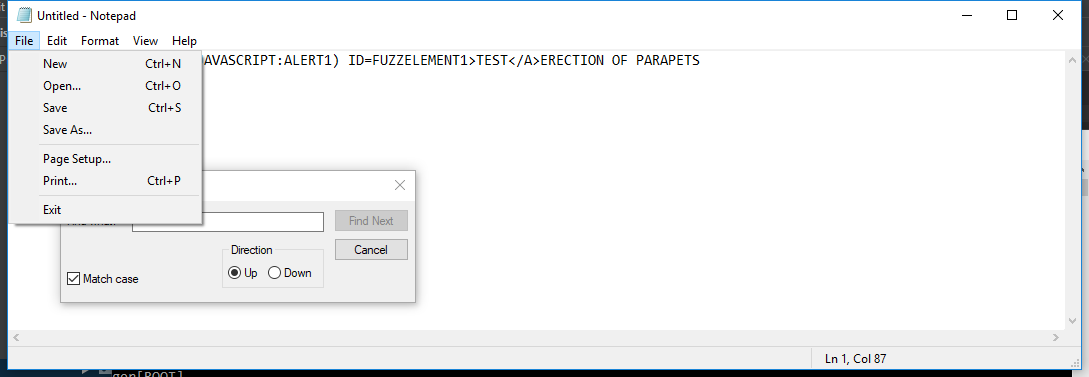 Untitled - Notepad
File Edit Format View Help
AVASCRIPT:ALERT1) ID=FUZZELEMENT1>TEST</A>ERECTION OF PARAPETS
New Ctrl+N
Open... Ctrl+O
Save Ctrl+S
Save As...
Page Setup...
Print... Ctrl+P
Exit
Find Next
Cancel
Direction
Up Down
Match case
Ln 1, Col 87
gen[ROOT]